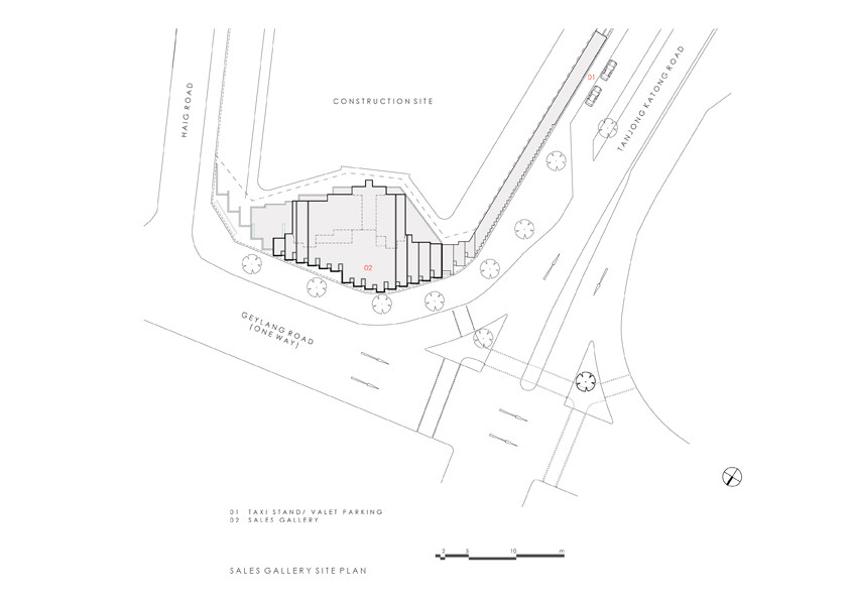 01
HAIG ROAD
CONSTRUCTION SITE
TANJONG KATONG ROAD
02
GEYLANG ROAD
(ONE WAY)
01 TAXI STAND/ VALET PARKING
02 SALES GALLERY
2 5 10 m
SALES GALLERY SITE PLAN